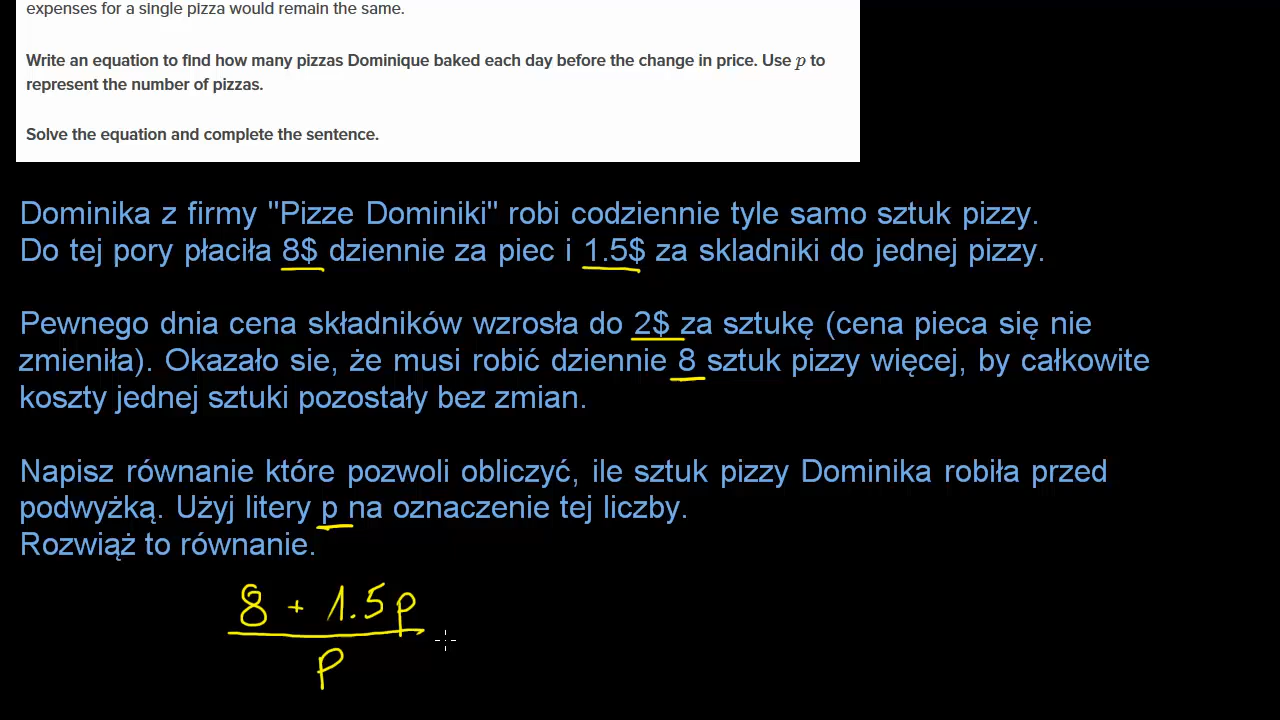 expenses for a single pizza would remain the same.
Write an equation to find how many pizzas Dominique baked each day before the change in price. Use p to
represent the number of pizzas.
Solve the equation and complete the sentence.
Dominika z firmy "Pizze Dominiki" robi codziennie tyle samo sztuk pizzy.
Do tej pory płaciła 8$ dziennie za piec i 1.5$ za skladniki do jednej pizzy.
Pewnego dnia cena składników wzrosła do 2$ za sztukę (cena pieca się nie
zmieniła). Okazało sie, że musi robić dziennie 8 sztuk pizzy więcej, by całkowite
koszty jednej sztuki pozostały bez zmian.
Napisz równanie które pozwoli obliczyć, ile sztuk pizzy Dominika robiła przed
podwyżką. Użyj litery p na oznaczenie tej liczby.
Rozwiąż to równanie.
8 + 1.5p
p